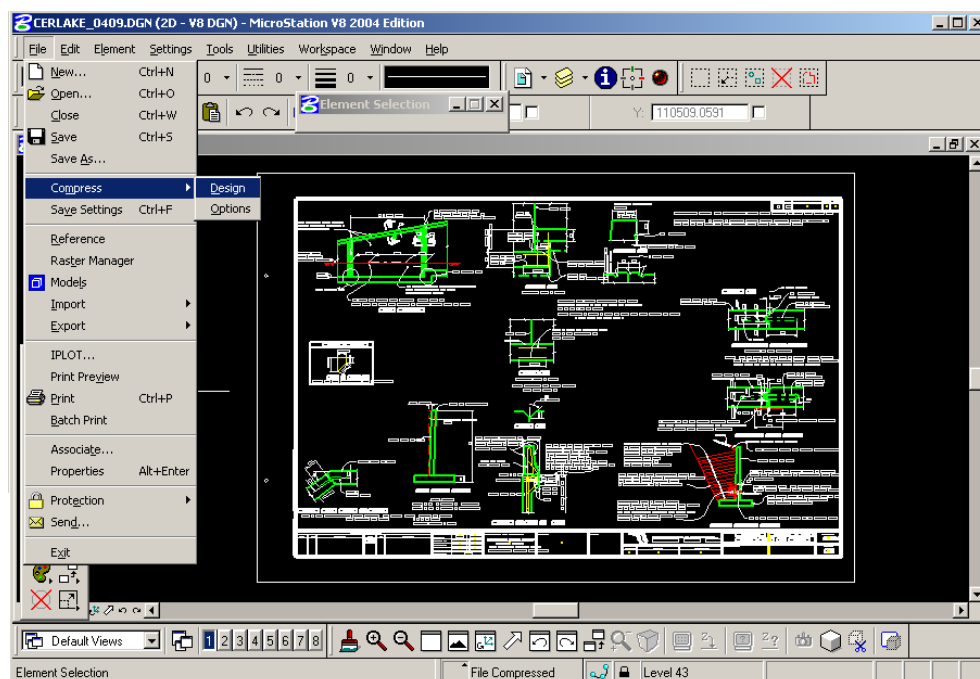 CERLAKE_0409.DGN (2D - V8 DGN) - MicroStation V8 2004 Edition
File Edit Element Settings Tools Utilities Workspace Window Help
New... Ctrl+N
Open... Ctrl+O
Close Ctrl+W
Save Ctrl+S
Save As...
Compress
Save Settings Ctrl+F
Reference
Raster Manager
Models
Import
Export
IPLOT...
Print Preview
Print Ctrl+P
Batch Print
Associate...
Properties Alt+Enter
Protection
Send...
Exit
Design
Options
0 0 0
Element Selection
Y: 110509.0591
Default Views 1 2 3 4 5 6 7 8
Element Selection File Compressed Level 43